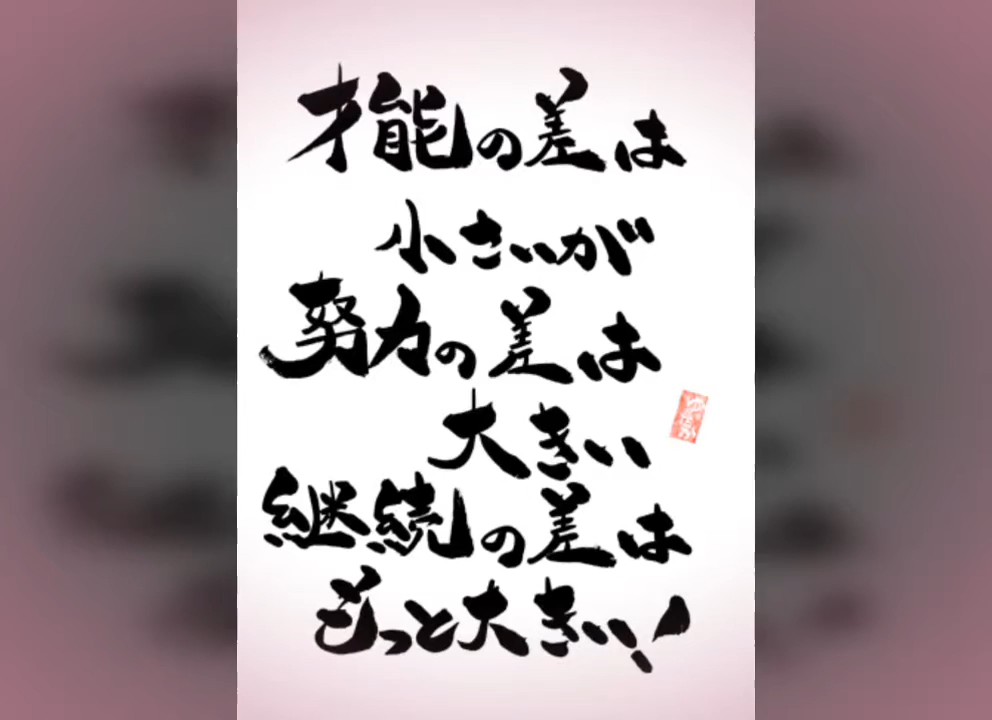 才能の差は
小さいが
努力の差は
大きい
継続の差は
もっと大きい!